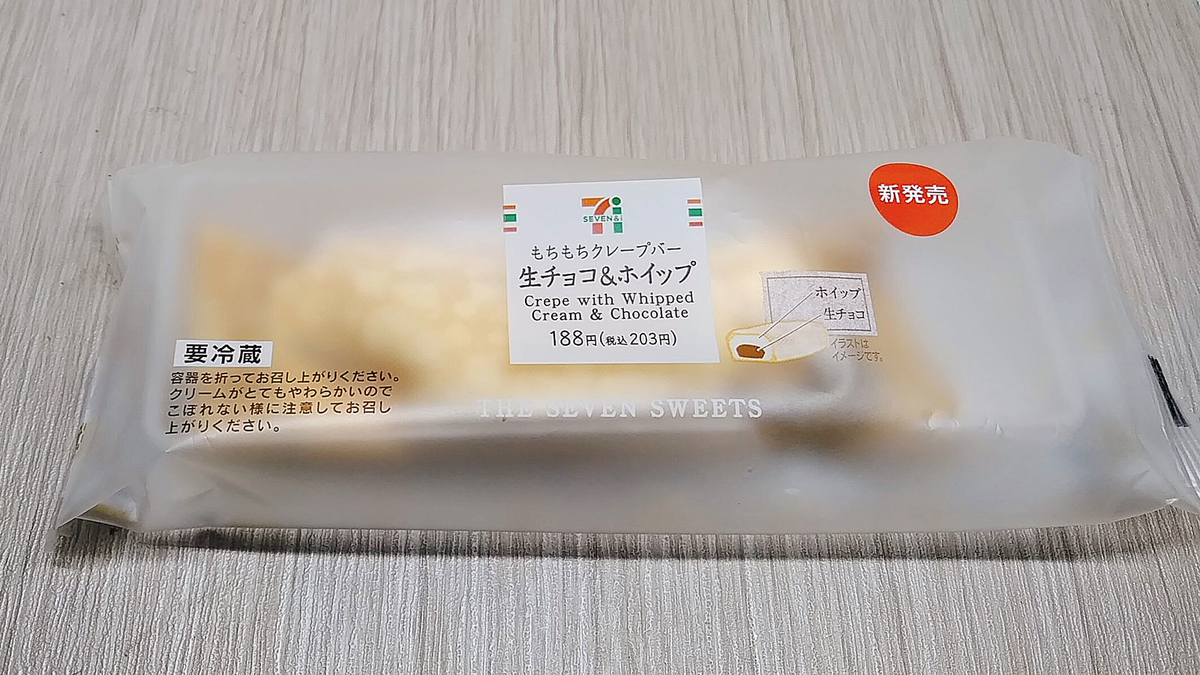 新発売
SEVEN & i
もちもちクレープバー
生チョコ&ホイップ
Crepe with Whipped
Cream & Chocolate
188円(税込203円)
ホイップ
生チョコ
イラストは
イメージです。
要冷蔵
容器を折ってお召し上がりください。
クリームがとてもやわらかいので
こぼれない様に注意してお召し
上がりください。
THE SEVEN SWEETS